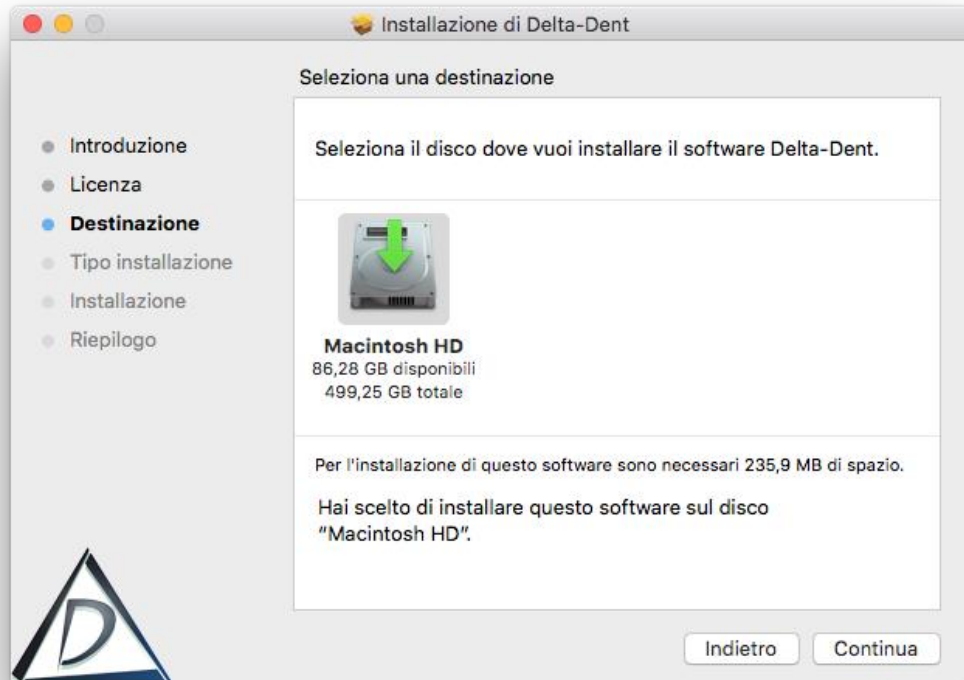 Installazione di Delta-Dent
Seleziona una destinazione
Introduzione
Licenza
Destinazione
Tipo installazione
Installazione
Riepilogo
Seleziona il disco dove vuoi installare il software Delta-Dent.
Macintosh HD
86,28 GB disponibili
499,25 GB totale
Per l'installazione di questo software sono necessari 235,9 MB di spazio.
Hai scelto di installare questo software sul disco
“Macintosh HD”.
D
Indietro
Continua